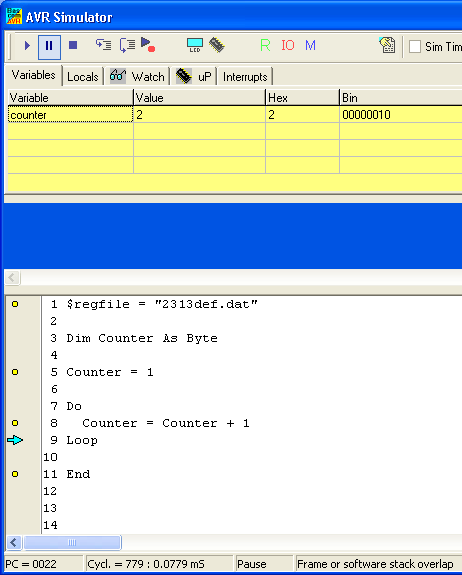 AVR Simulator
LCD R IO M Sim Tim
Variables Locals Watch uP Interrupts
Variable Value Hex Bin
counter 2 2 00000010
1 $regfile = "2313def.dat"
2
3 Dim Counter As Byte
4
5 Counter = 1
6
7 Do
8 Counter = Counter + 1
9 Loop
10
11 End
12
13
14
PC = 0022 Cycl. = 779 : 0.0779 mS Pause Frame or software stack overlap